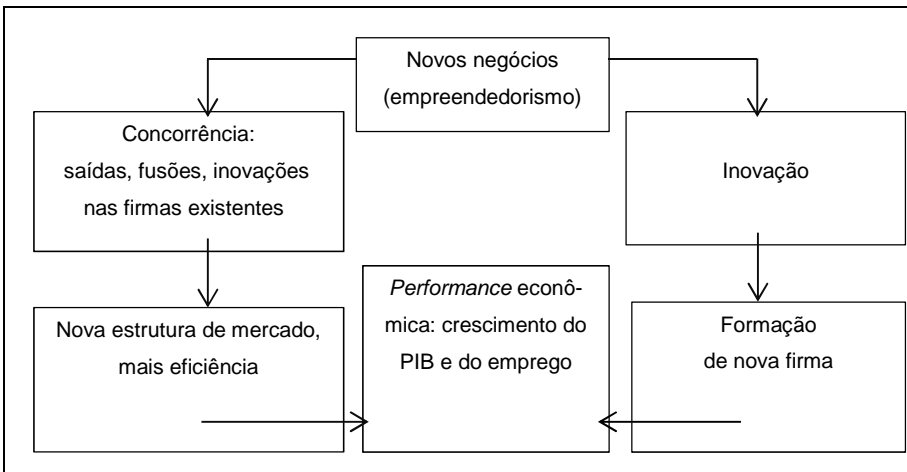 Novos negócios
(empreendedorismo)
Concorrência:
saídas, fusões, inovações
nas firmas existentes
Inovação
Nova estrutura de mercado,
mais eficiência
Performance econô-
mica: crescimento do
PIB e do emprego
Formação
de nova firma